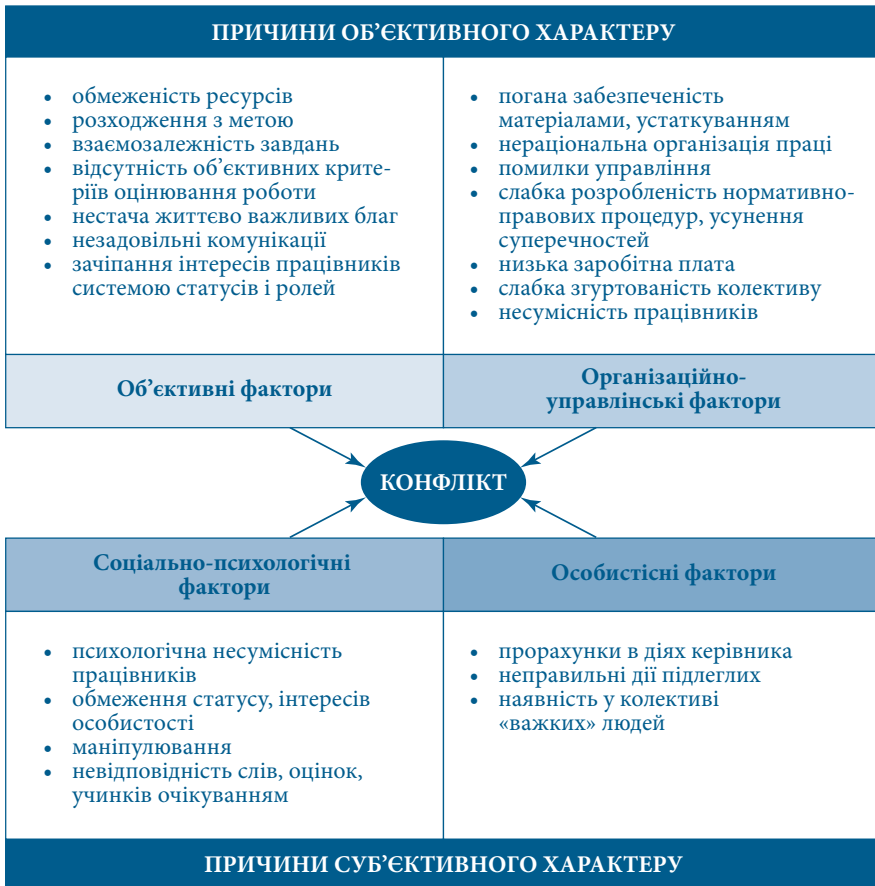 ПРИЧИНИ ОБ’ЄКТИВНОГО ХАРАКТЕРУ
• обмеженість ресурсів
• розходження з метою
• взаємозалежність завдань
• відсутність об’єктивних крите-
ріїв оцінювання роботи
• нестача життєво важливих благ
• незадовільні комунікації
• зачіпання інтересів працівників
системою статусів і ролей
• погана забезпеченість
матеріалами, устаткуванням
• нераціональна організація праці
• помилки управління
• слабка розробленість нормативно-
правових процедур, усунення
суперечностей
• низька заробітна плата
• слабка згуртованість колективу
• несумісність працівників
Об’єктивні фактори
Організаційно-
управлінські фактори
КОНФЛІКТ
Соціально-психологічні
фактори
Особистісні фактори
• психологічна несумісність
працівників
• обмеження статусу, інтересів
особистості
• маніпулювання
• невідповідність слів, оцінок,
учинків очікуванням
• прорахунки в діях керівника
• неправильні дії підлеглих
• наявність у колективі
«важких» людей
ПРИЧИНИ СУБ’ЄКТИВНОГО ХАРАКТЕРУ